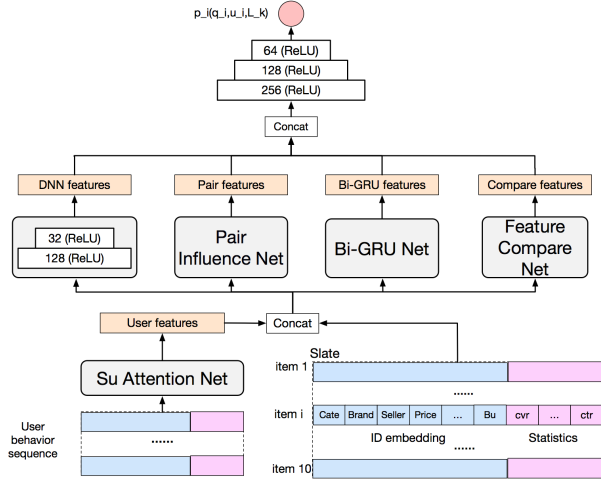 p_i(q_i,u_i,L_k)
64 (ReLU)
128 (ReLU)
256 (ReLU)
Concat
DNN features
Pair features
Bi-GRU features
Compare features
32 (ReLU)
128 (ReLU)
Pair
Influence Net
Bi-GRU Net
Feature
Compare
Net
User features
Concat
Su Attention Net
User
behavior
sequence
......
Slate
item 1
......
item i
Cate
Brand
Seller
Price
...
Bu
cvr
...
ctr
ID embedding
Statistics
......
item 10